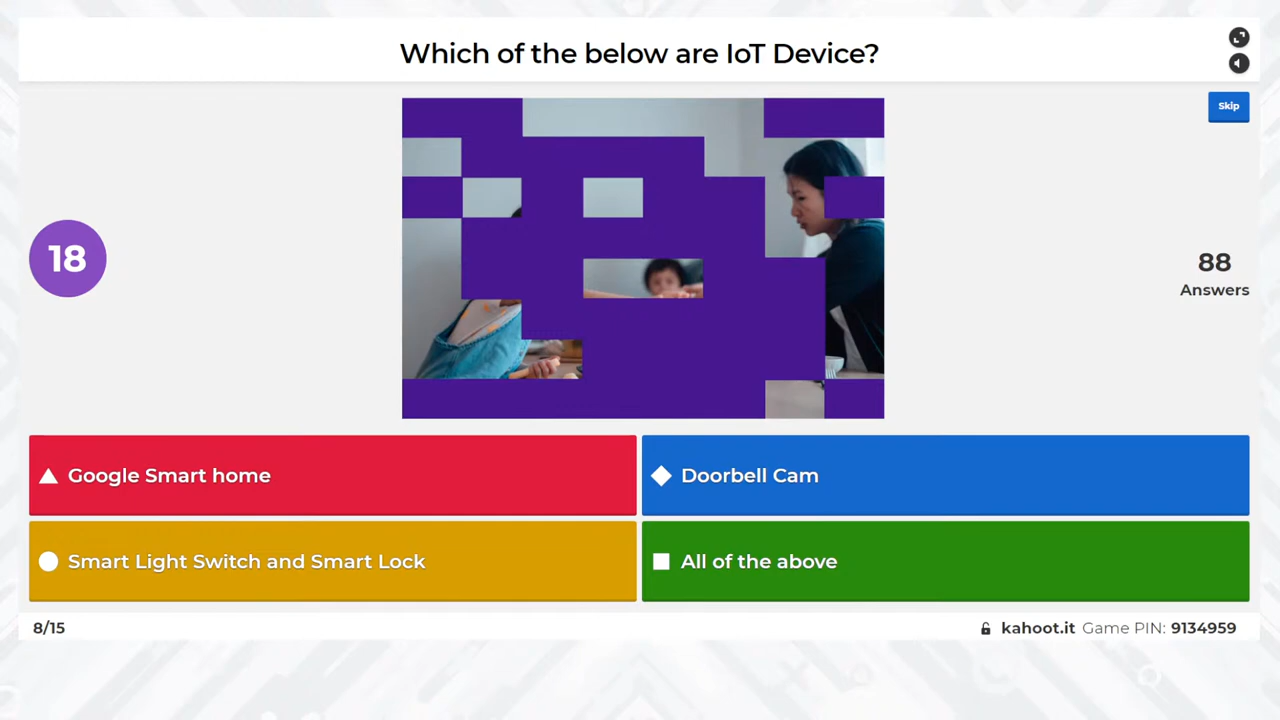 Which of the below are IoT Device?
Skip
18
88
Answers
Google Smart home
Doorbell Cam
Smart Light Switch and Smart Lock
All of the above
8/15
kahoot.it Game PIN: 9134959